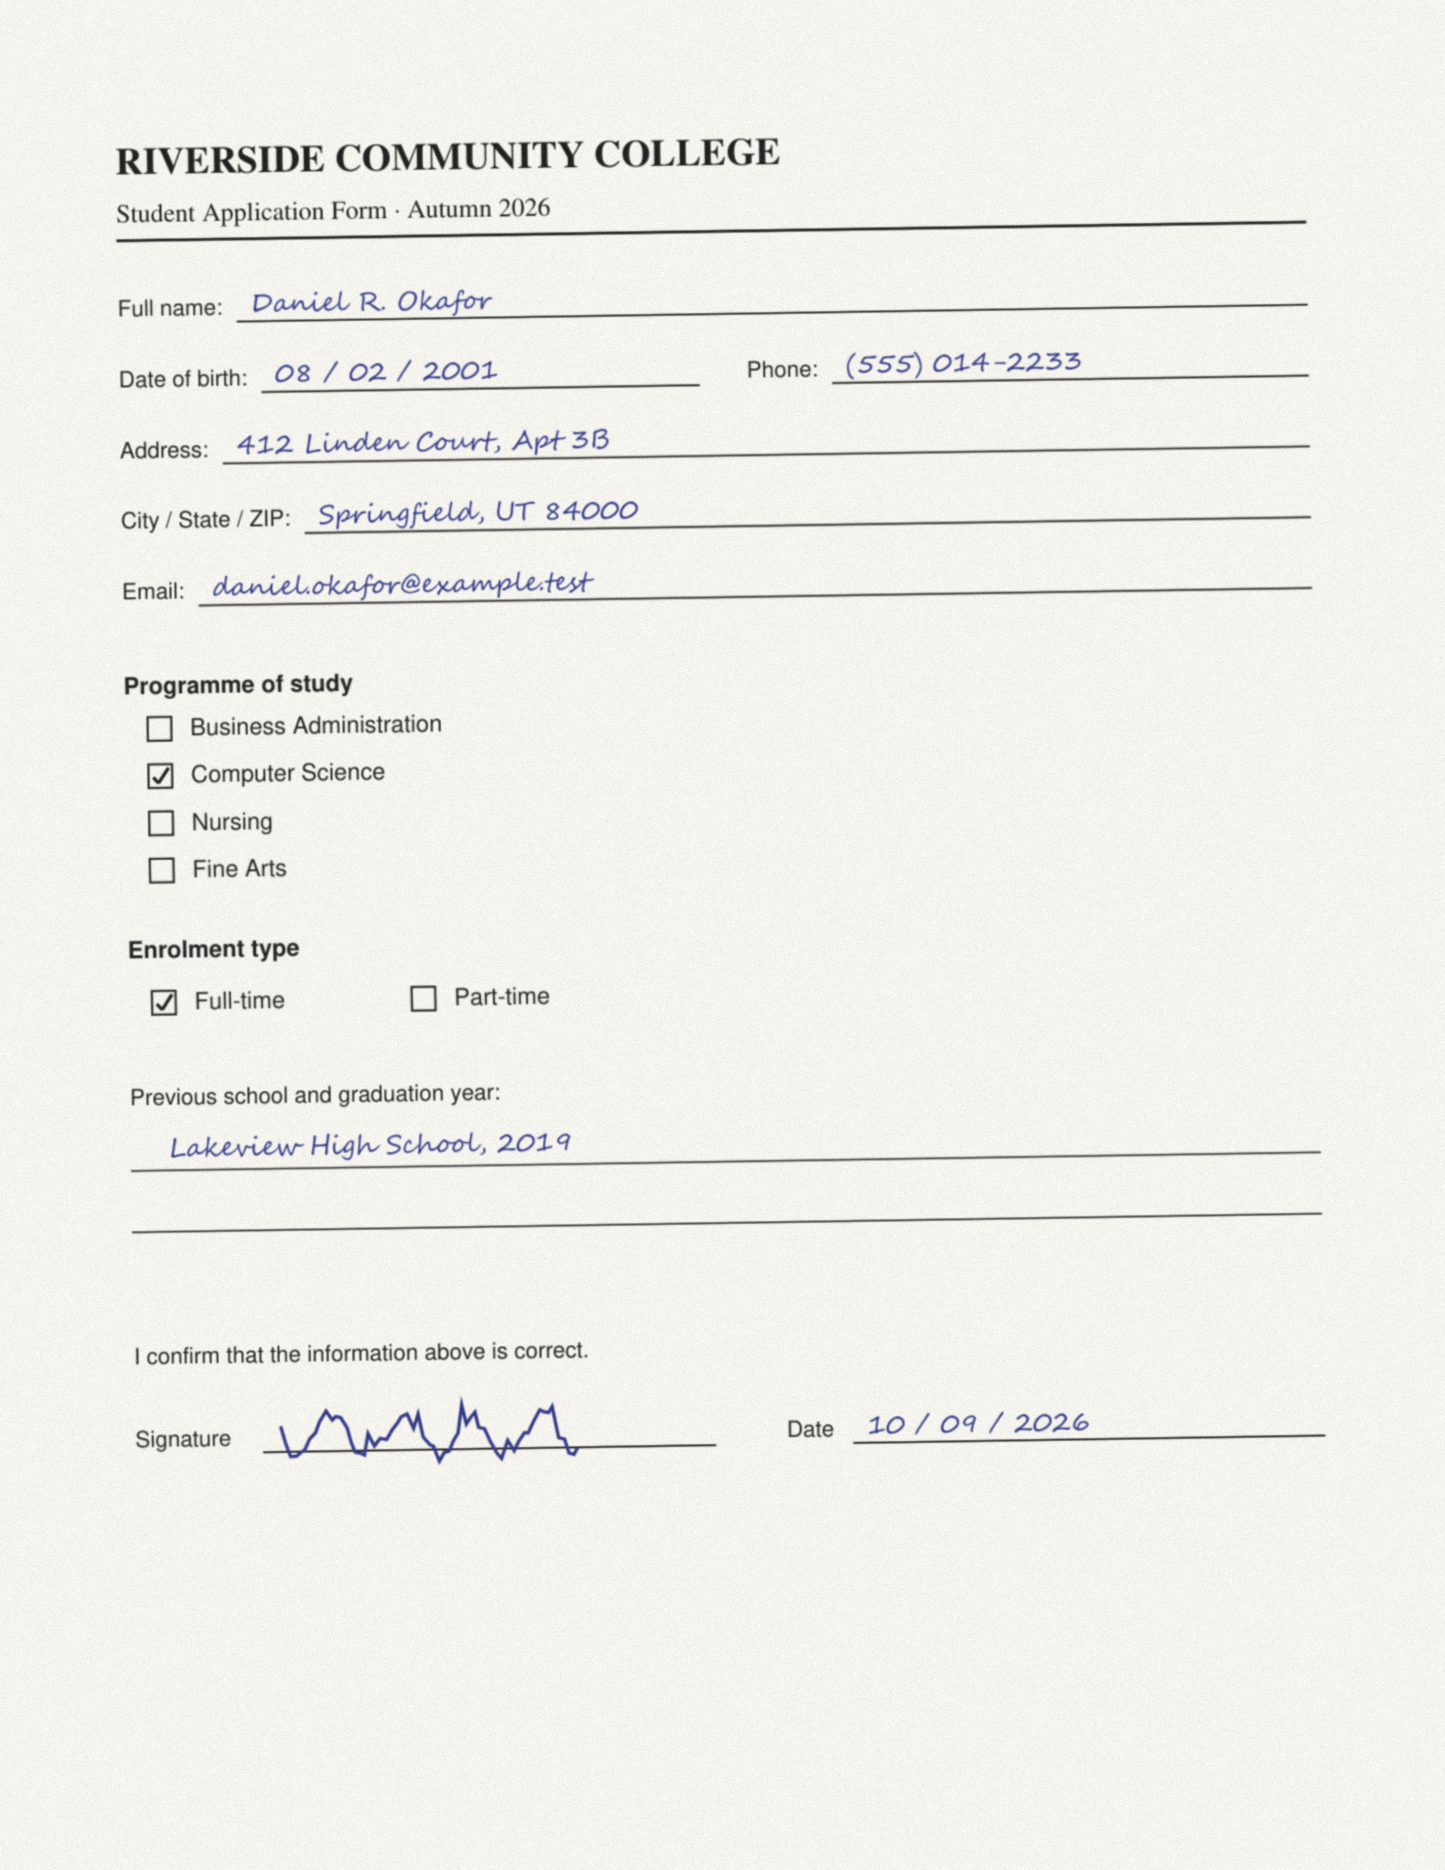 RIVERSIDE COMMUNITY COLLEGE
Student Application Form · Autumn 2026
Full name: Daniel R. Okafor
Date of birth: 08 / 02 / 2001 Phone: (555) 014-2233
Address: 412 Linden Court, Apt 3B
City / State / ZIP: Springfield, UT 84000
Email: daniel.okafor@example.test
Programme of study
Business Administration
Computer Science
Nursing
Fine Arts
Enrolment type
Full-time Part-time
Previous school and graduation year:
Lakeview High School, 2019
I confirm that the information above is correct.
Signature Date 10 / 09 / 2026